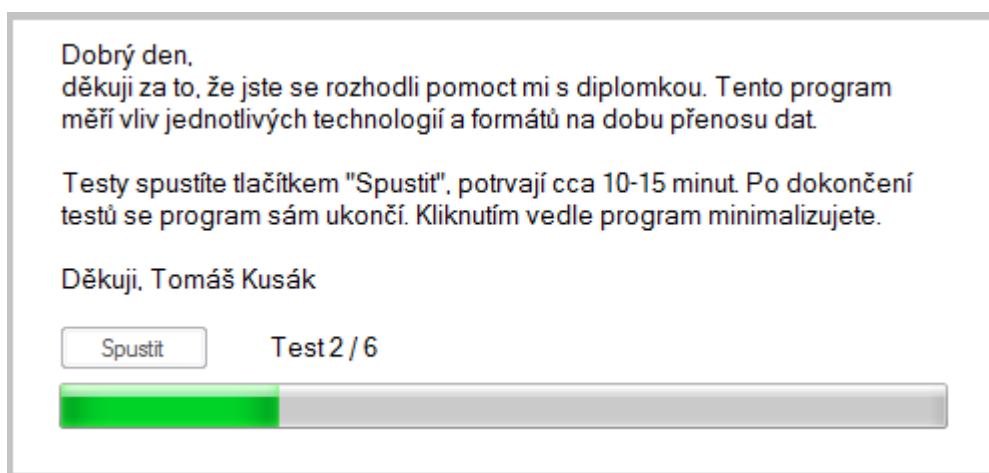 Dobrý den,
děkuji za to, že jste se rozhodli pomoct mi s diplomkou. Tento program
měří vliv jednotlivých technologií a formátů na dobu přenosu dat.
Testy spustíte tlačítkem "Spustit", potrvají cca 10-15 minut. Po dokončení
testů se program sám ukončí. Kliknutím vedle program minimalizujete.
Děkuji, Tomáš Kusák
Spustit Test 2 / 6